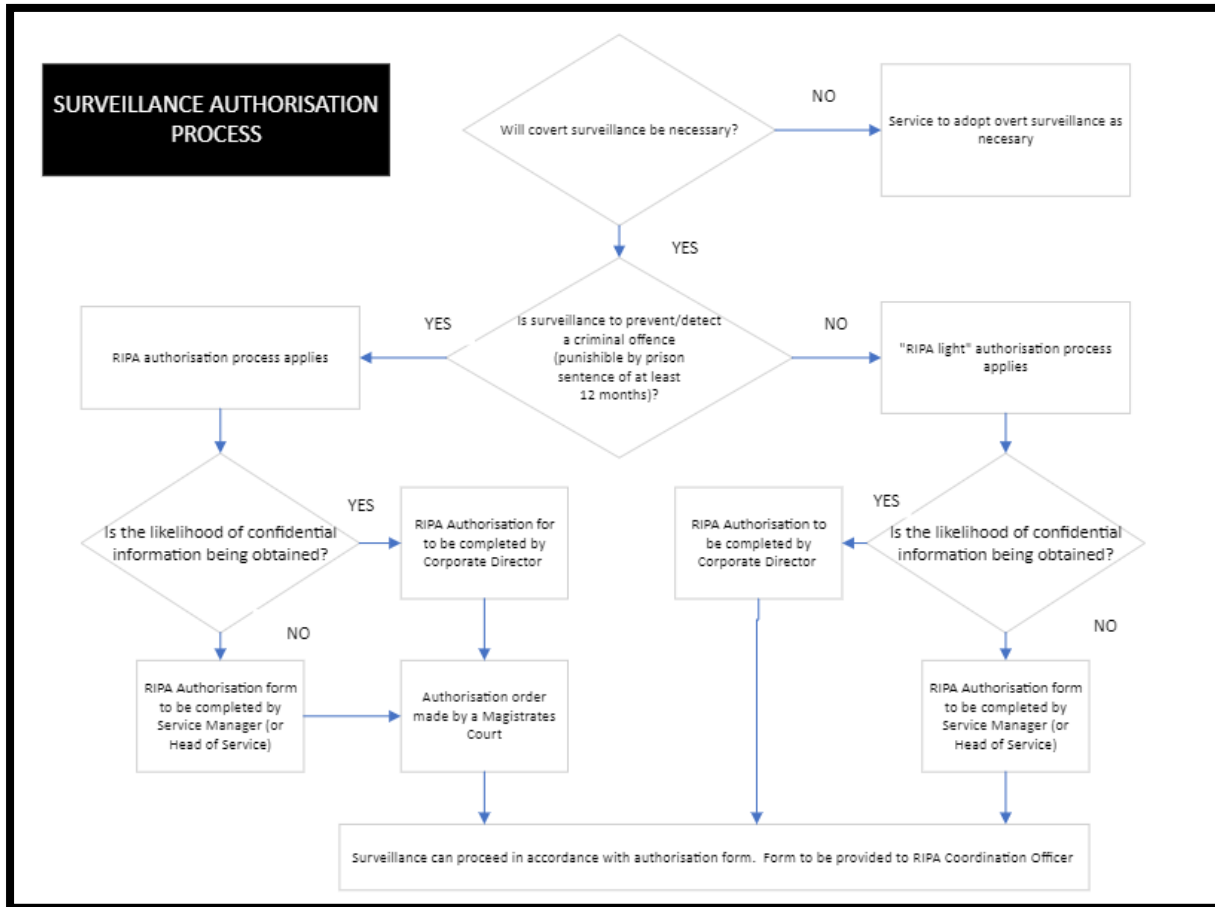 SURVEILLANCE AUTHORISATION
PROCESS
Will covert surveillance be necessary?
NO
Service to adopt overt surveillance as
necesary
YES
Is surveillance to prevent/detect
a criminal offence
(punishible by prison
sentence of at least
12 months)?
YES
NO
RIPA authorisation process applies
"RIPA light" authorisation process
applies
Is the likelihood of confidential
information being obtained?
YES
RIPA Authorisation for
to be completed by
Corporate Director
RIPA Authorisation to
be completed by
Corporate Director
YES
Is the likelihood of confidential
information being obtained?
NO
NO
RIPA Authorisation form
to be completed by
Service Manager (or
Head of Service)
Authorisation order
made by a Magistrates
Court
RIPA Authorisation form
to be completed by
Service Manager (or
Head of Service)
Surveillance can proceed in accordance with authorisation form.  Form to be provided to RIPA Coordination Officer